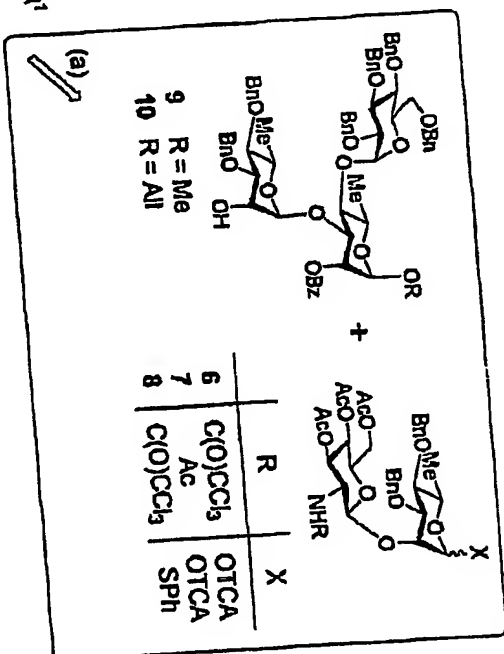 (a)
BnO
BnO
OBn
O
BnO
O
Me
O
OR
OBz
O
BnO Me
BnO
O
OH
9 R = Me
10 R = All
+
X
BnO Me
BnO
O
O
AcO
AcO
AcO
O
NHR
R X
6 C(O)CCl₃ OTCA
7 Ac OTCA
8 C(O)CCl₃ SPh